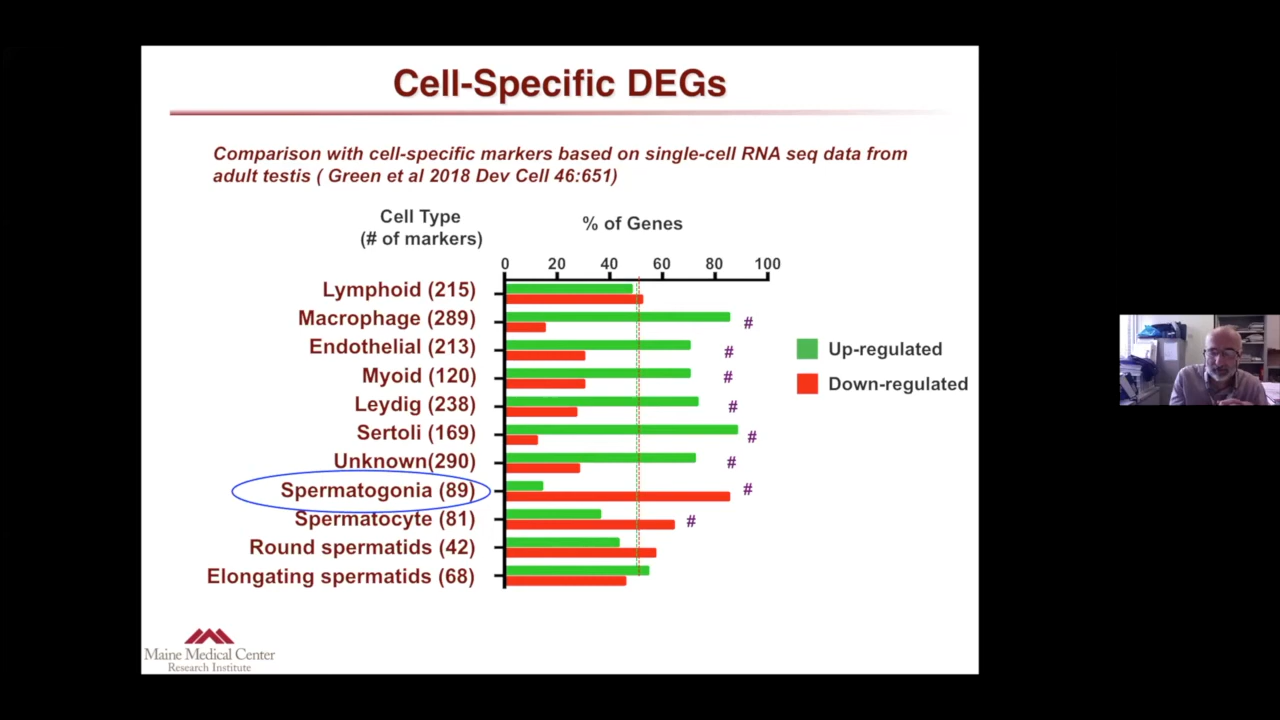 Cell-Specific DEGs
Comparison with cell-specific markers based on single-cell RNA seq data from
adult testis ( Green et al 2018 Dev Cell 46:651)
Cell Type
(# of markers)
% of Genes
0 20 40 60 80 100
Lymphoid (215)
Macrophage (289) #
Endothelial (213) #
Myoid (120) #
Leydig (238) #
Sertoli (169) #
Unknown(290) #
Spermatogonia (89) #
Spermatocyte (81) #
Round spermatids (42)
Elongating spermatids (68)
Up-regulated
Down-regulated
Maine Medical Center
Research Institute